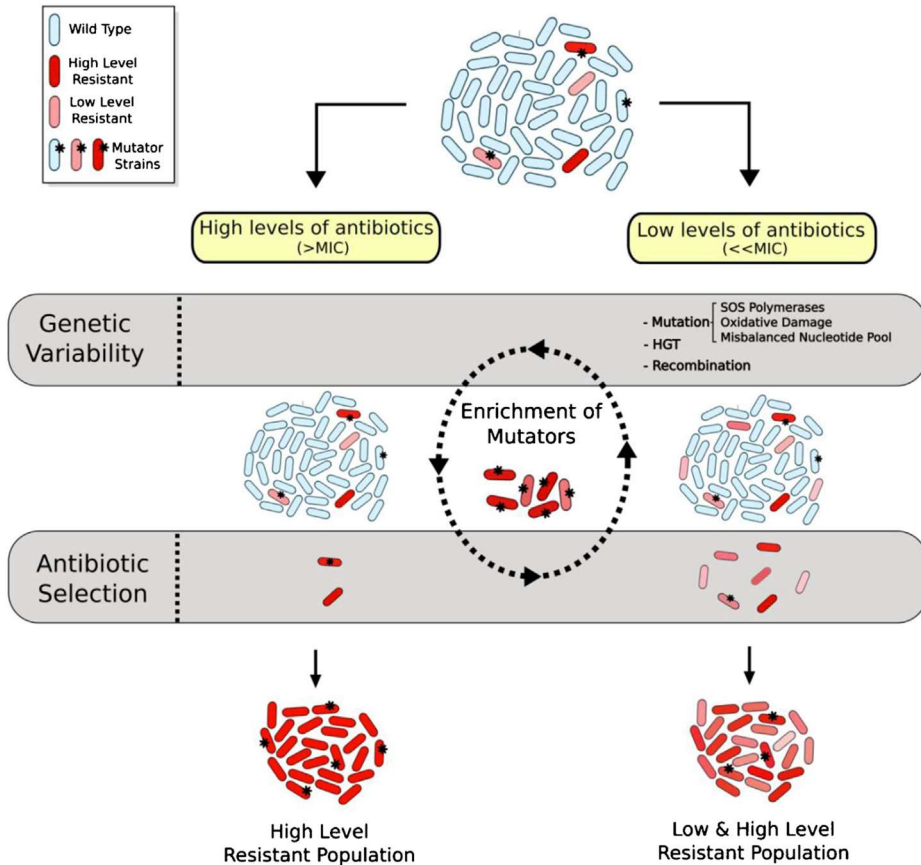 Wild Type
High Level
Resistant
Low Level
Resistant
Mutator
Strains
High levels of antibiotics
(>MIC)
Low levels of antibiotics
(<<MIC)
Genetic
Variability
- Mutation
SOS Polymerases
Oxidative Damage
Misbalanced Nucleotide Pool
- HGT
- Recombination
Enrichment of
Mutators
Antibiotic
Selection
High Level
Resistant Population
Low & High Level
Resistant Population